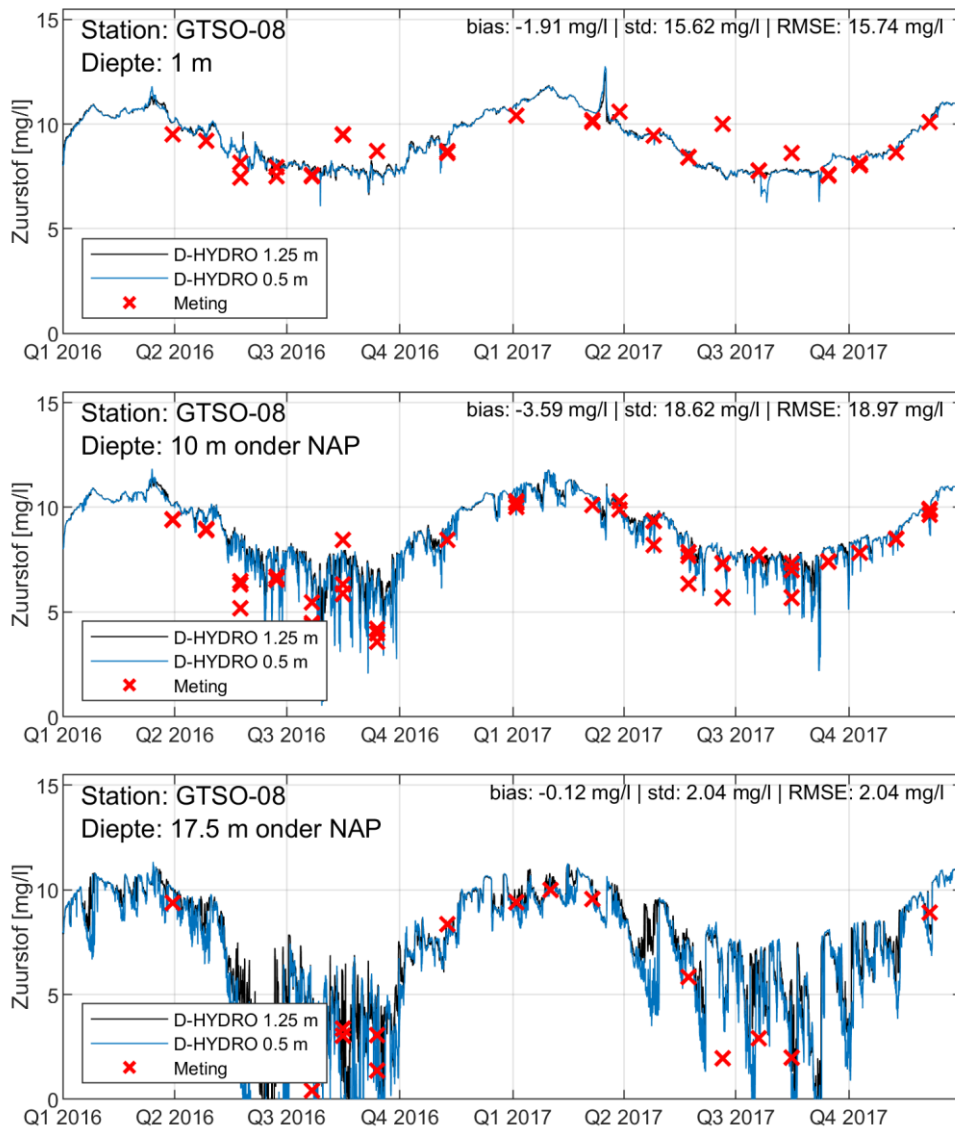 Station: GTSO-08
bias: -1.91 mg/l | std: 15.62 mg/l | RMSE: 15.74 mg/l
Diepte: 1 m
Zuurstof [mg/l]
15
10
5
0
D-HYDRO 1.25 m
D-HYDRO 0.5 m
Meting
Q1 2016 Q2 2016 Q3 2016 Q4 2016 Q1 2017 Q2 2017 Q3 2017 Q4 2017
Station: GTSO-08
bias: -3.59 mg/l | std: 18.62 mg/l | RMSE: 18.97 mg/l
Diepte: 10 m onder NAP
Zuurstof [mg/l]
15
10
5
0
D-HYDRO 1.25 m
D-HYDRO 0.5 m
Meting
Q1 2016 Q2 2016 Q3 2016 Q4 2016 Q1 2017 Q2 2017 Q3 2017 Q4 2017
Station: GTSO-08
bias: -0.12 mg/l | std: 2.04 mg/l | RMSE: 2.04 mg/l
Diepte: 17.5 m onder NAP
Zuurstof [mg/l]
15
10
5
0
D-HYDRO 1.25 m
D-HYDRO 0.5 m
Meting
Q1 2016 Q2 2016 Q3 2016 Q4 2016 Q1 2017 Q2 2017 Q3 2017 Q4 2017